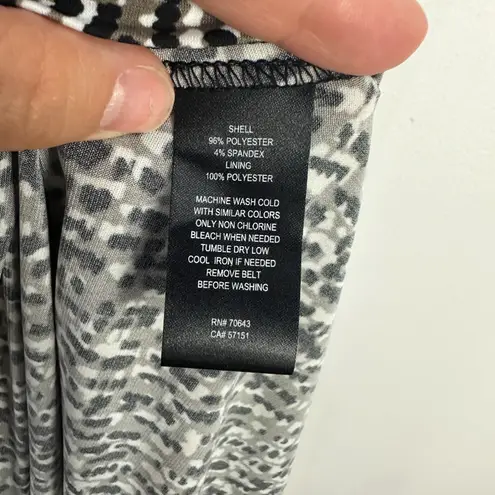 SHELL
96% POLYESTER
4% SPANDEX
LINING
100% POLYESTER
MACHINE WASH COLD
WITH SIMILAR COLORS
ONLY NON CHLORINE
BLEACH WHEN NEEDED
TUMBLE DRY LOW
COOL IRON IF NEEDED
REMOVE BELT
BEFORE WASHING
RN# 70643
CA# 57151